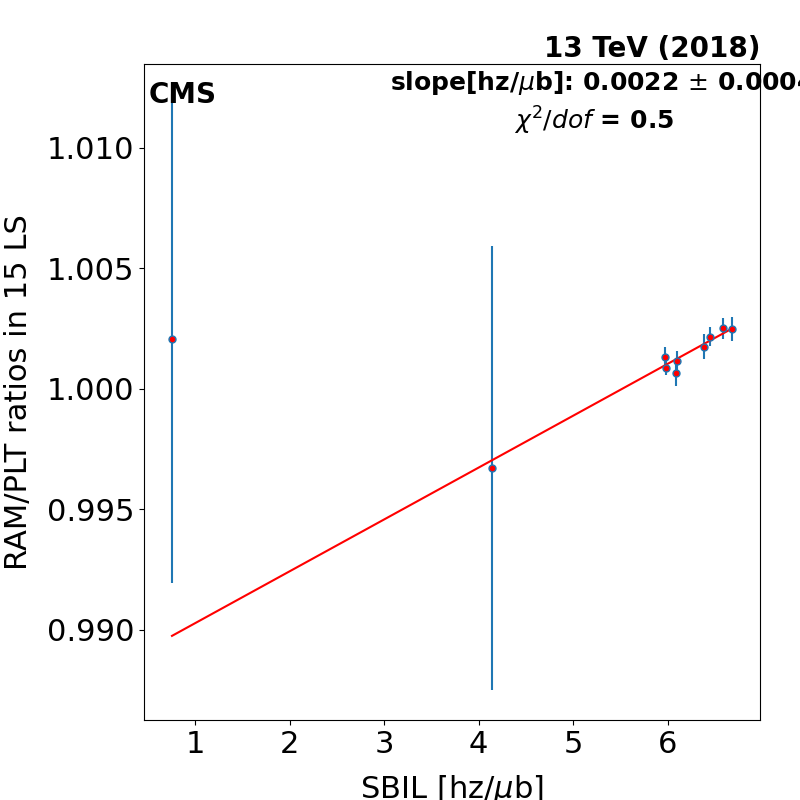 13 TeV (2018)
CMS
slope[hz/μb]: 0.0022 ± 0.0004
χ²/dof = 0.5
RAM/PLT ratios in 15 LS
1.010
1.005
1.000
0.995
0.990
1 2 3 4 5 6
SBIL [hz/μb]